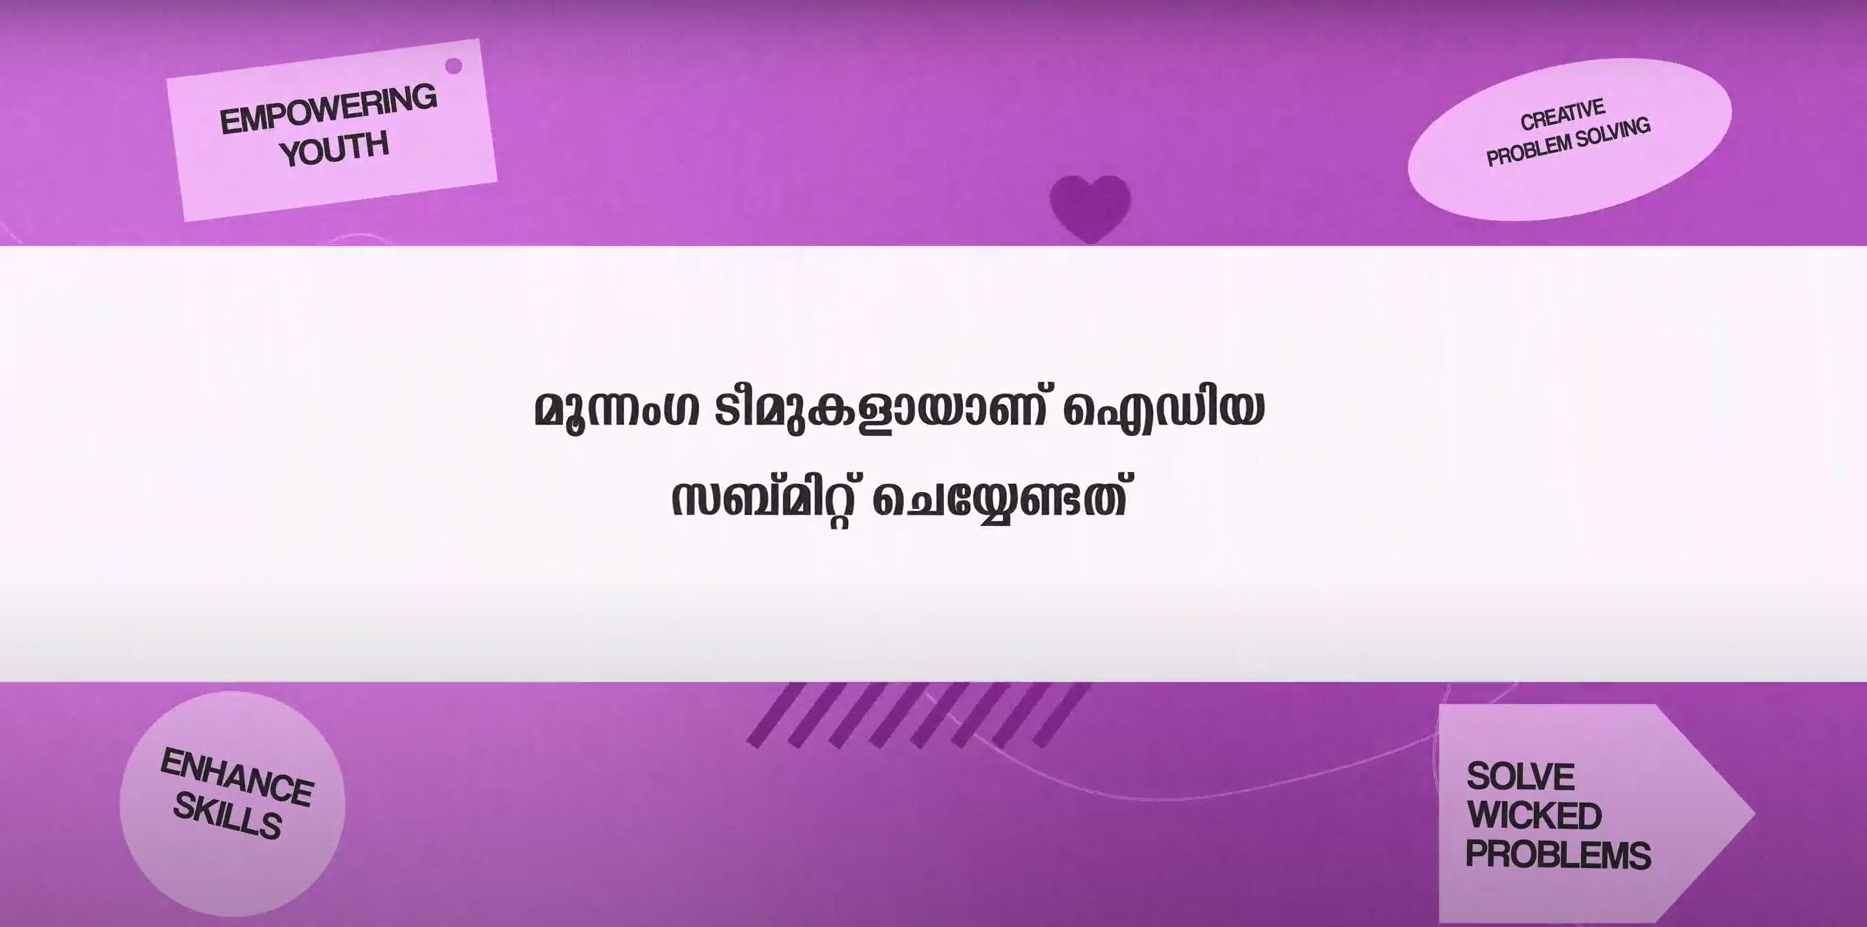 EMPOWERING
YOUTH
CREATIVE
PROBLEM SOLVING
മൂന്നംഗ ടീമുകളായാണ് ഐഡിയ
സബ്മിറ്റ് ചെയ്യേണ്ടത്
ENHANCE
SKILLS
SOLVE
WICKED
PROBLEMS